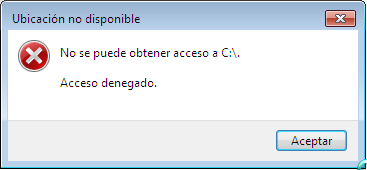 Ubicación no disponible
No se puede obtener acceso a C:\.
Acceso denegado.
Aceptar